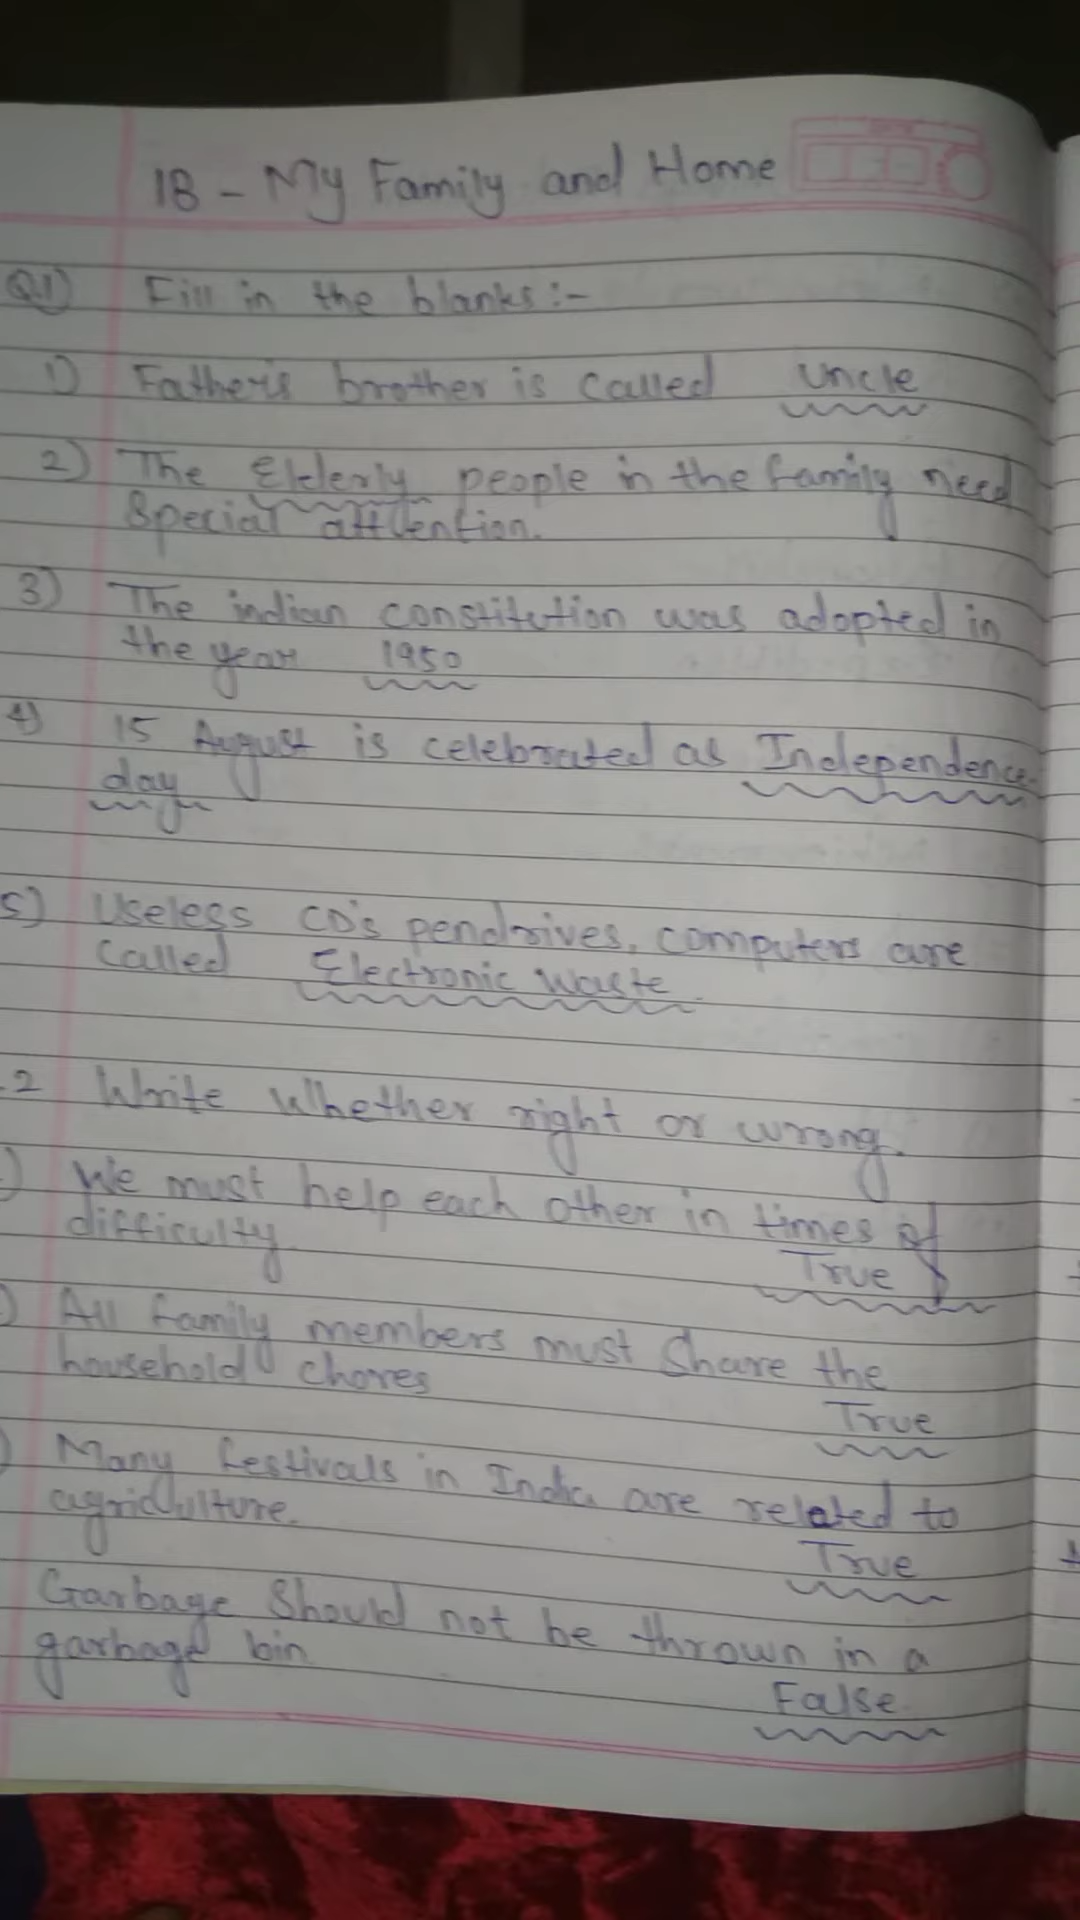 18 - My Family and Home
Q.1) Fill in the blanks :-
1) Father's brother is called uncle
2) The Elderly people in the family need
Special attention.
3) The indian constitution was adopted in
the year 1950
4) 15 August is celebrated as Independence
day
5) Useless CD's pendrives, computers are
called Electronic waste.
.2 Write Whether right or wrong.
) We must help each other in times of
difficulty
True
) All family members must Share the
household chores
True
) Many festivals in India are related to
agriculture.
True
Garbage Should not be thrown in a
garbage bin
False